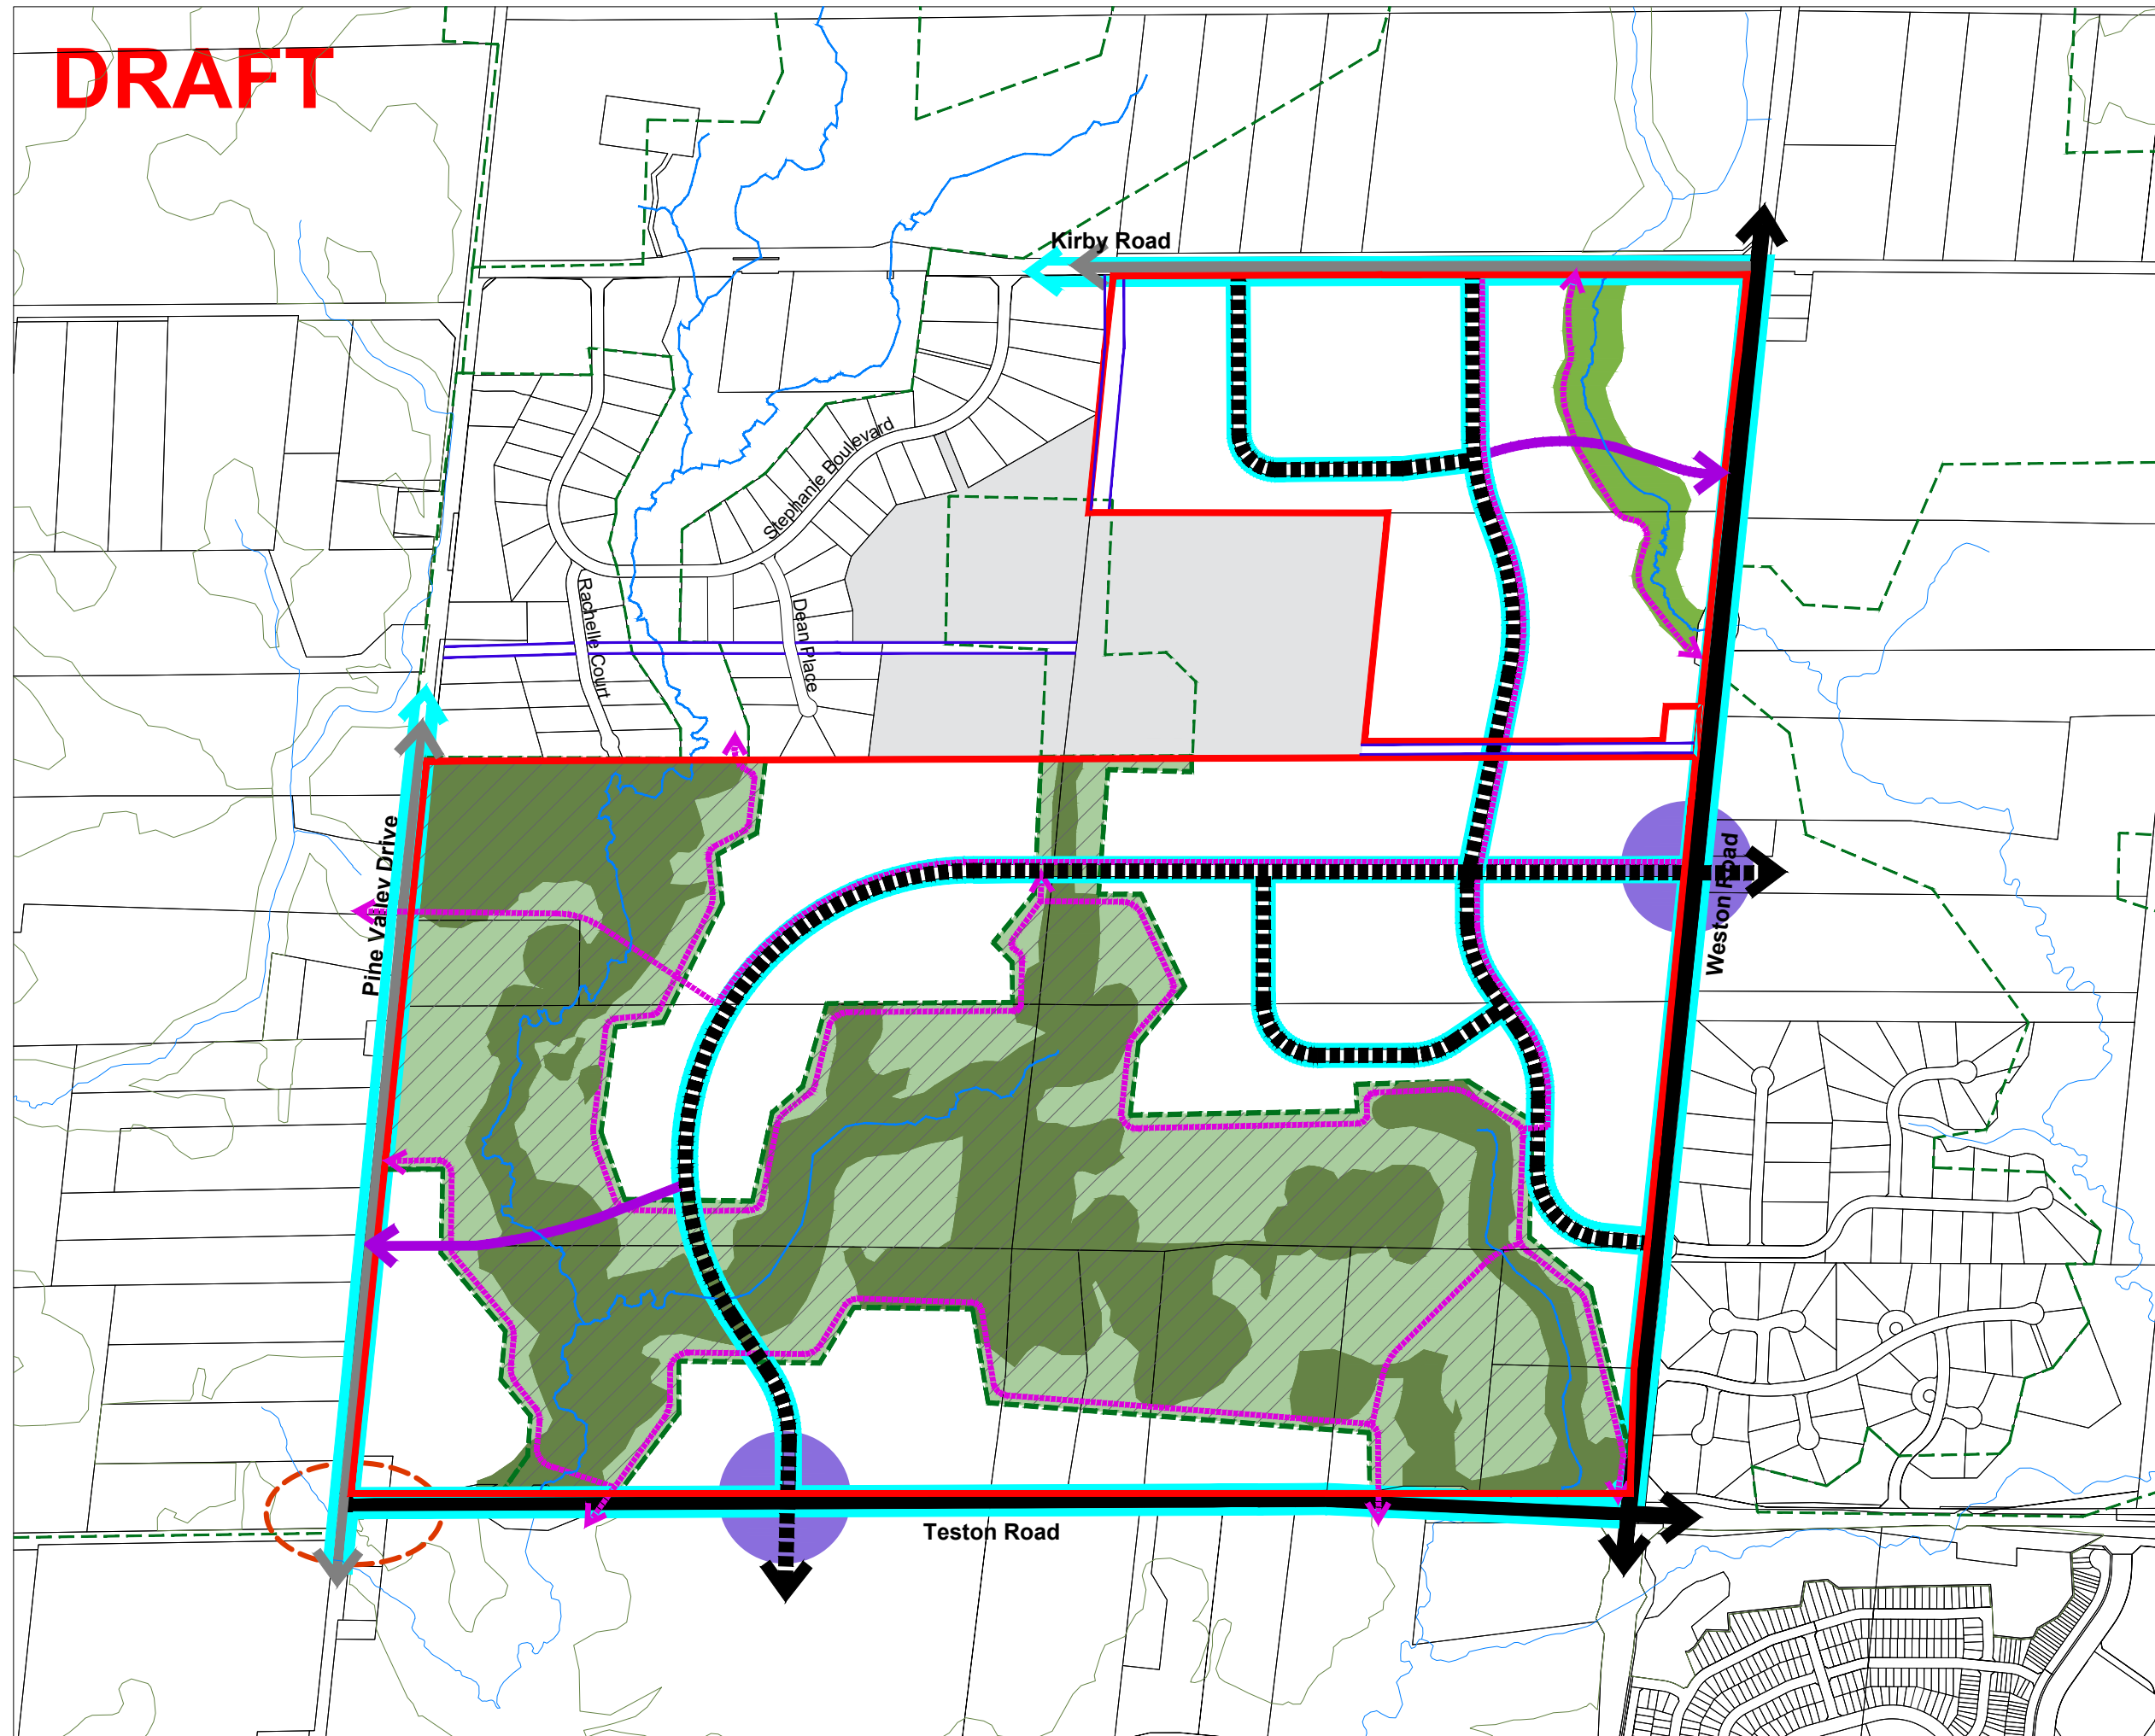 DRAFT
Kirby Road
Stephanie Boulevard
Rachelle Court
Dean Place
Pine Valley Drive
Weston Road
Teston Road